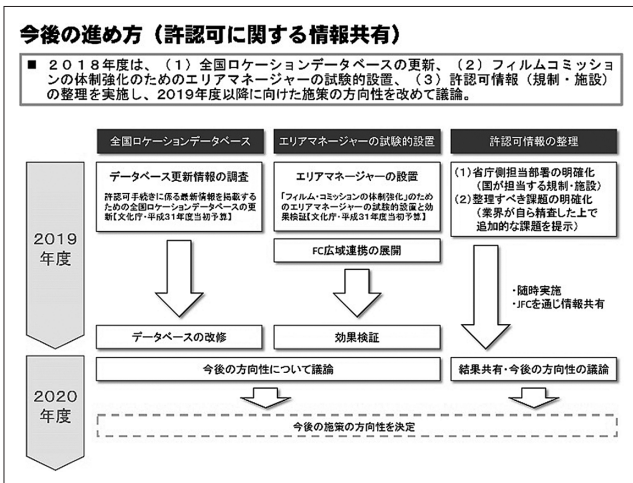 今後の進め方（許認可に関する情報共有）
■ ２０１８年度は、（１）全国ロケーションデータベースの更新、（２）フィルムコミッショ
ンの体制強化のためのエリアマネージャーの試験的設置、（３）許認可情報（規制・施設）
の整理を実施し、2019年度以降に向けた施策の方向性を改めて議論。
全国ロケーションデータベース
エリアマネージャーの試験的設置
許認可情報の整理
2019
年度
データベース更新情報の調査
許認可手続きに係る最新情報を掲載する
ための全国ロケーションデータベースの更
新【文化庁・平成31年度当初予算】
エリアマネージャーの設置
「フィルム・コミッションの体制強化」のため
のエリアマネージャーの試験的設置と効
果検証【文化庁・平成31年度当初予算】
FC広域連携の展開
(1)省庁側担当部署の明確化
(国が担当する規制・施設)
(2)整理すべき課題の明確化
(業界が自ら精査した上で
追加的な課題を提示)
・随時実施
・JFCを通じ情報共有
データベースの改修
効果検証
2020
年度
今後の方向性について議論
結果共有・今後の方向性の議論
今後の施策の方向性を決定